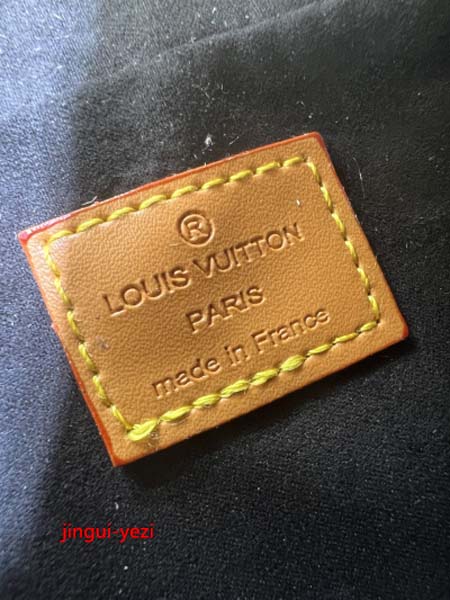 ®
LOUIS VUITTON
PARIS
made in France
jingui-yezi